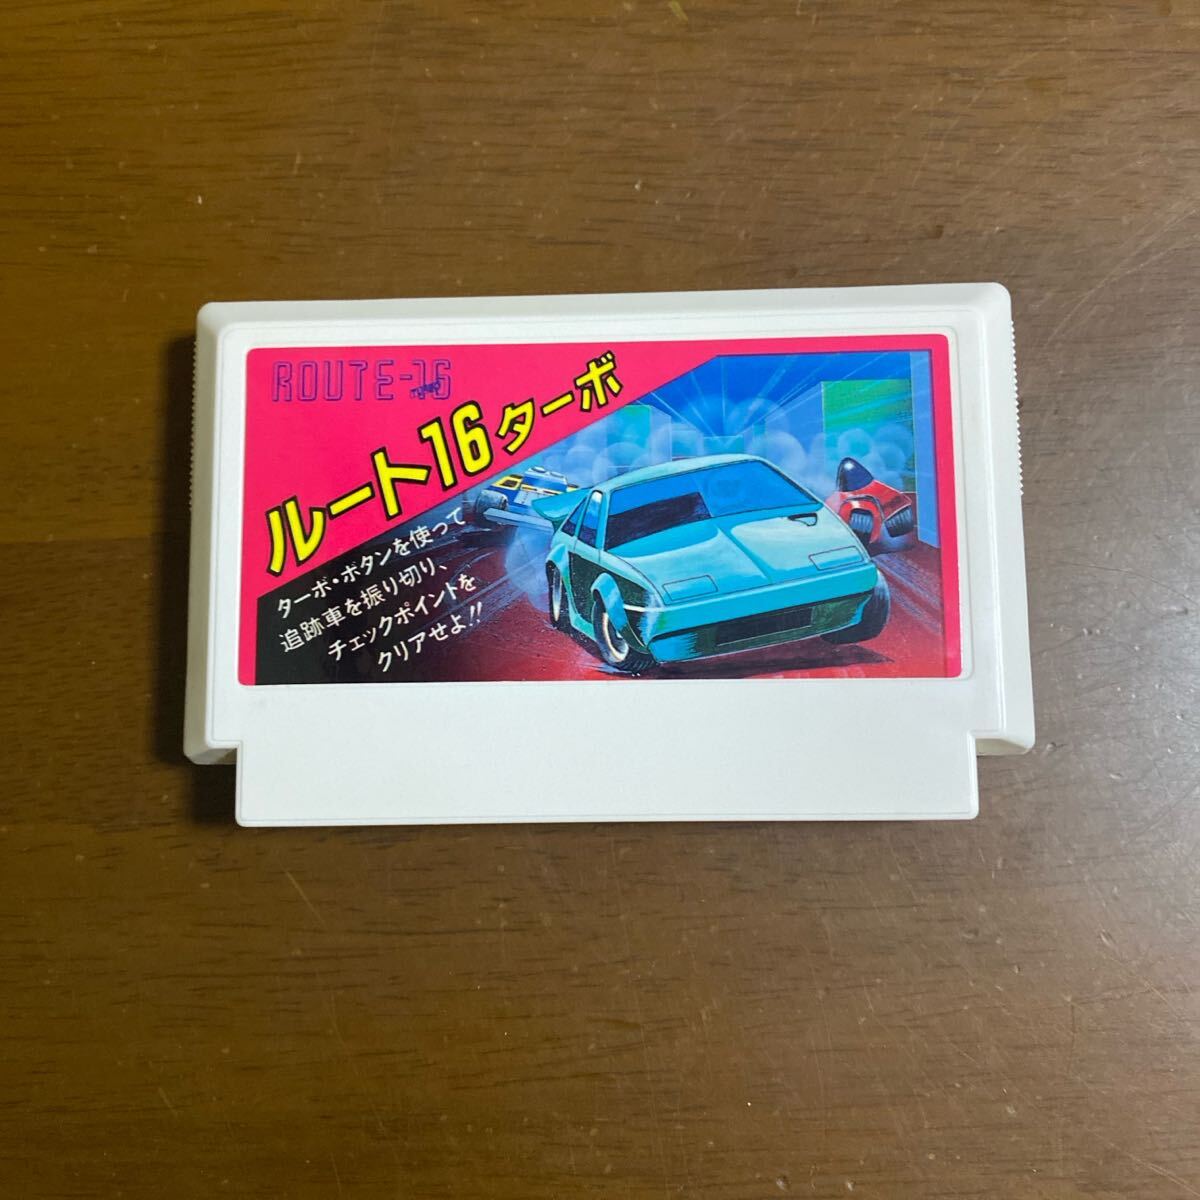 ROUTE-16
TURBO
ルート16ターボ
ターボ・ボタンを使って
追跡車を振り切り、
チェックポイントを
クリアせよ!!